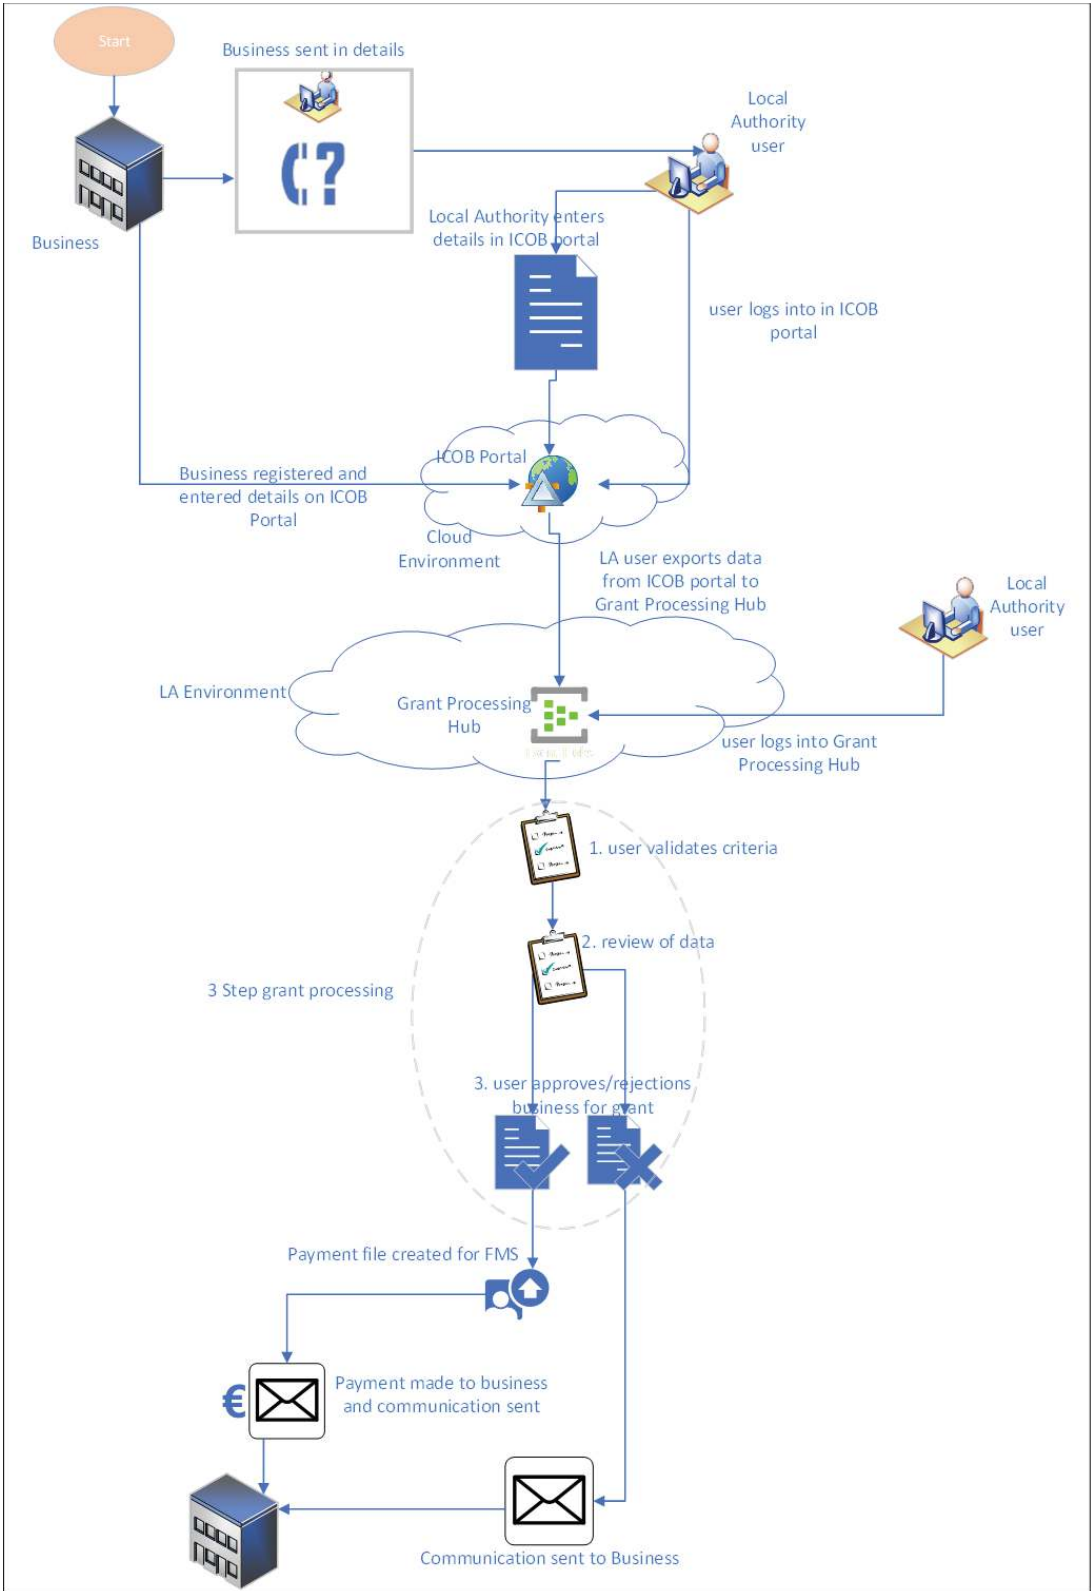 Start
Business sent in details
Local
Authority
user
Business
Local Authority enters
details in ICOB portal
user logs into in ICOB
portal
ICOB Portal
Business registered and
entered details on ICOB
Portal
Cloud
Environment
LA user exports data
from ICOB portal to
Grant Processing Hub
Local
Authority
user
LA Environment
Grant Processing
Hub
user logs into Grant
Processing Hub
1. user validates criteria
2. review of data
3 Step grant processing
3. user approves/rejections
business for grant
Payment file created for FMS
€
Payment made to business
and communication sent
Communication sent to Business